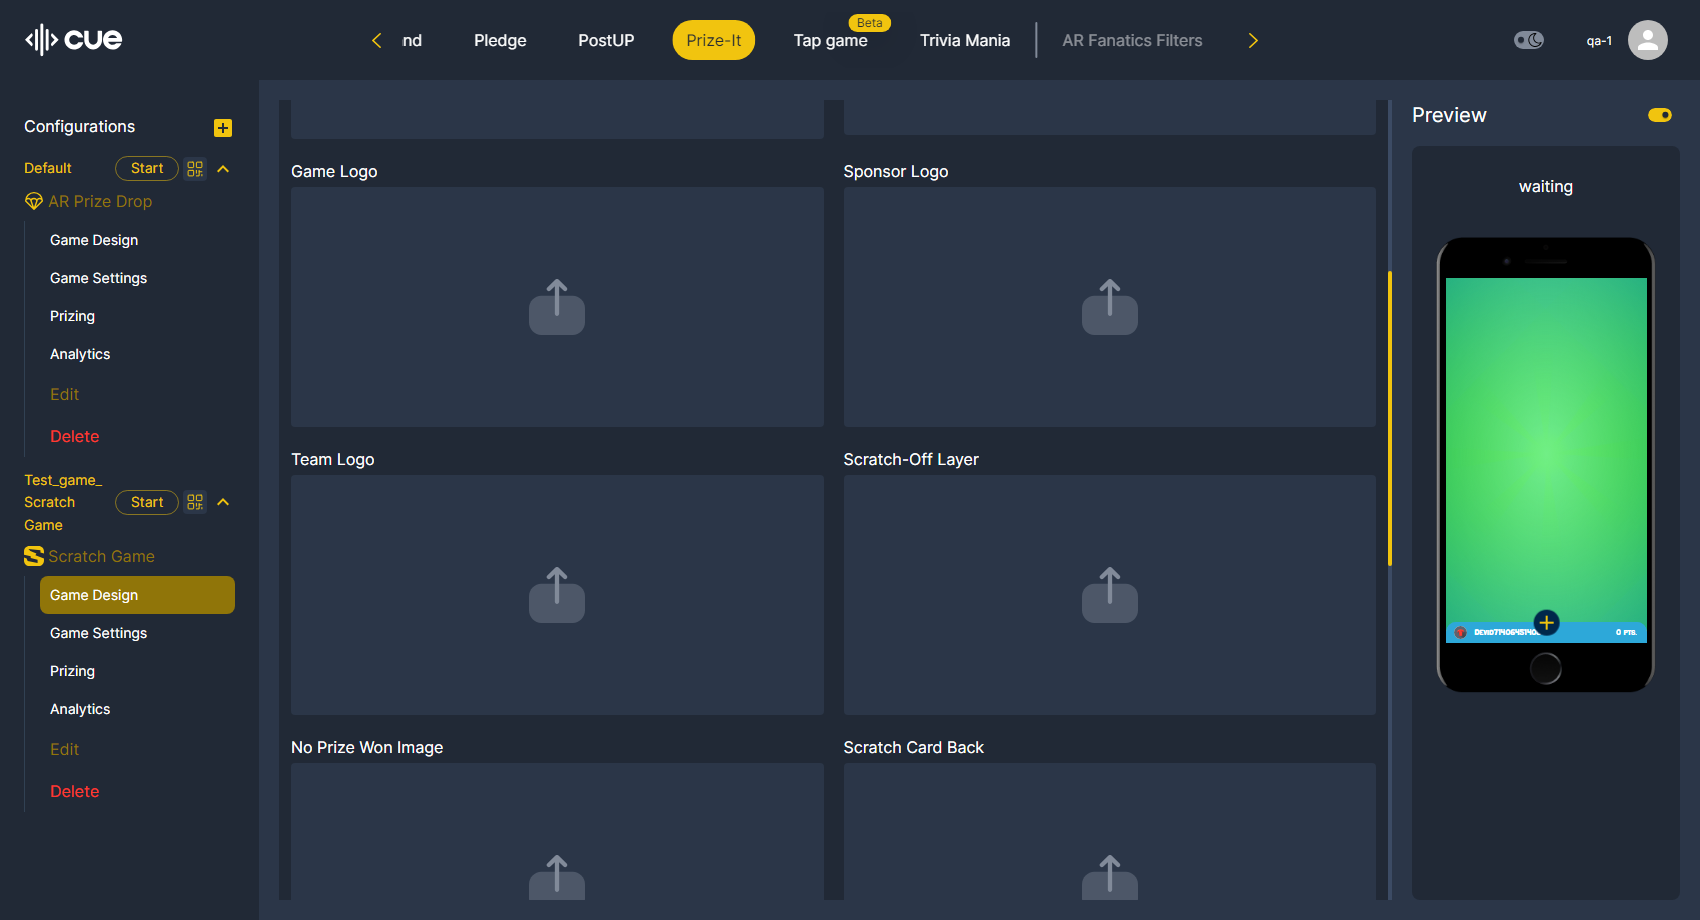 cue
nd
Pledge
PostUP
Prize-It
Beta
Tap game
Trivia Mania
AR Fanatics Filters
qa-1
Configurations
Default
Start
AR Prize Drop
Game Design
Game Settings
Prizing
Analytics
Edit
Delete
Test_game_
Scratch
Game
Start
Scratch Game
Game Design
Game Settings
Prizing
Analytics
Edit
Delete
Game Logo
Sponsor Logo
Team Logo
Scratch-Off Layer
No Prize Won Image
Scratch Card Back
Preview
waiting
0 PTS.